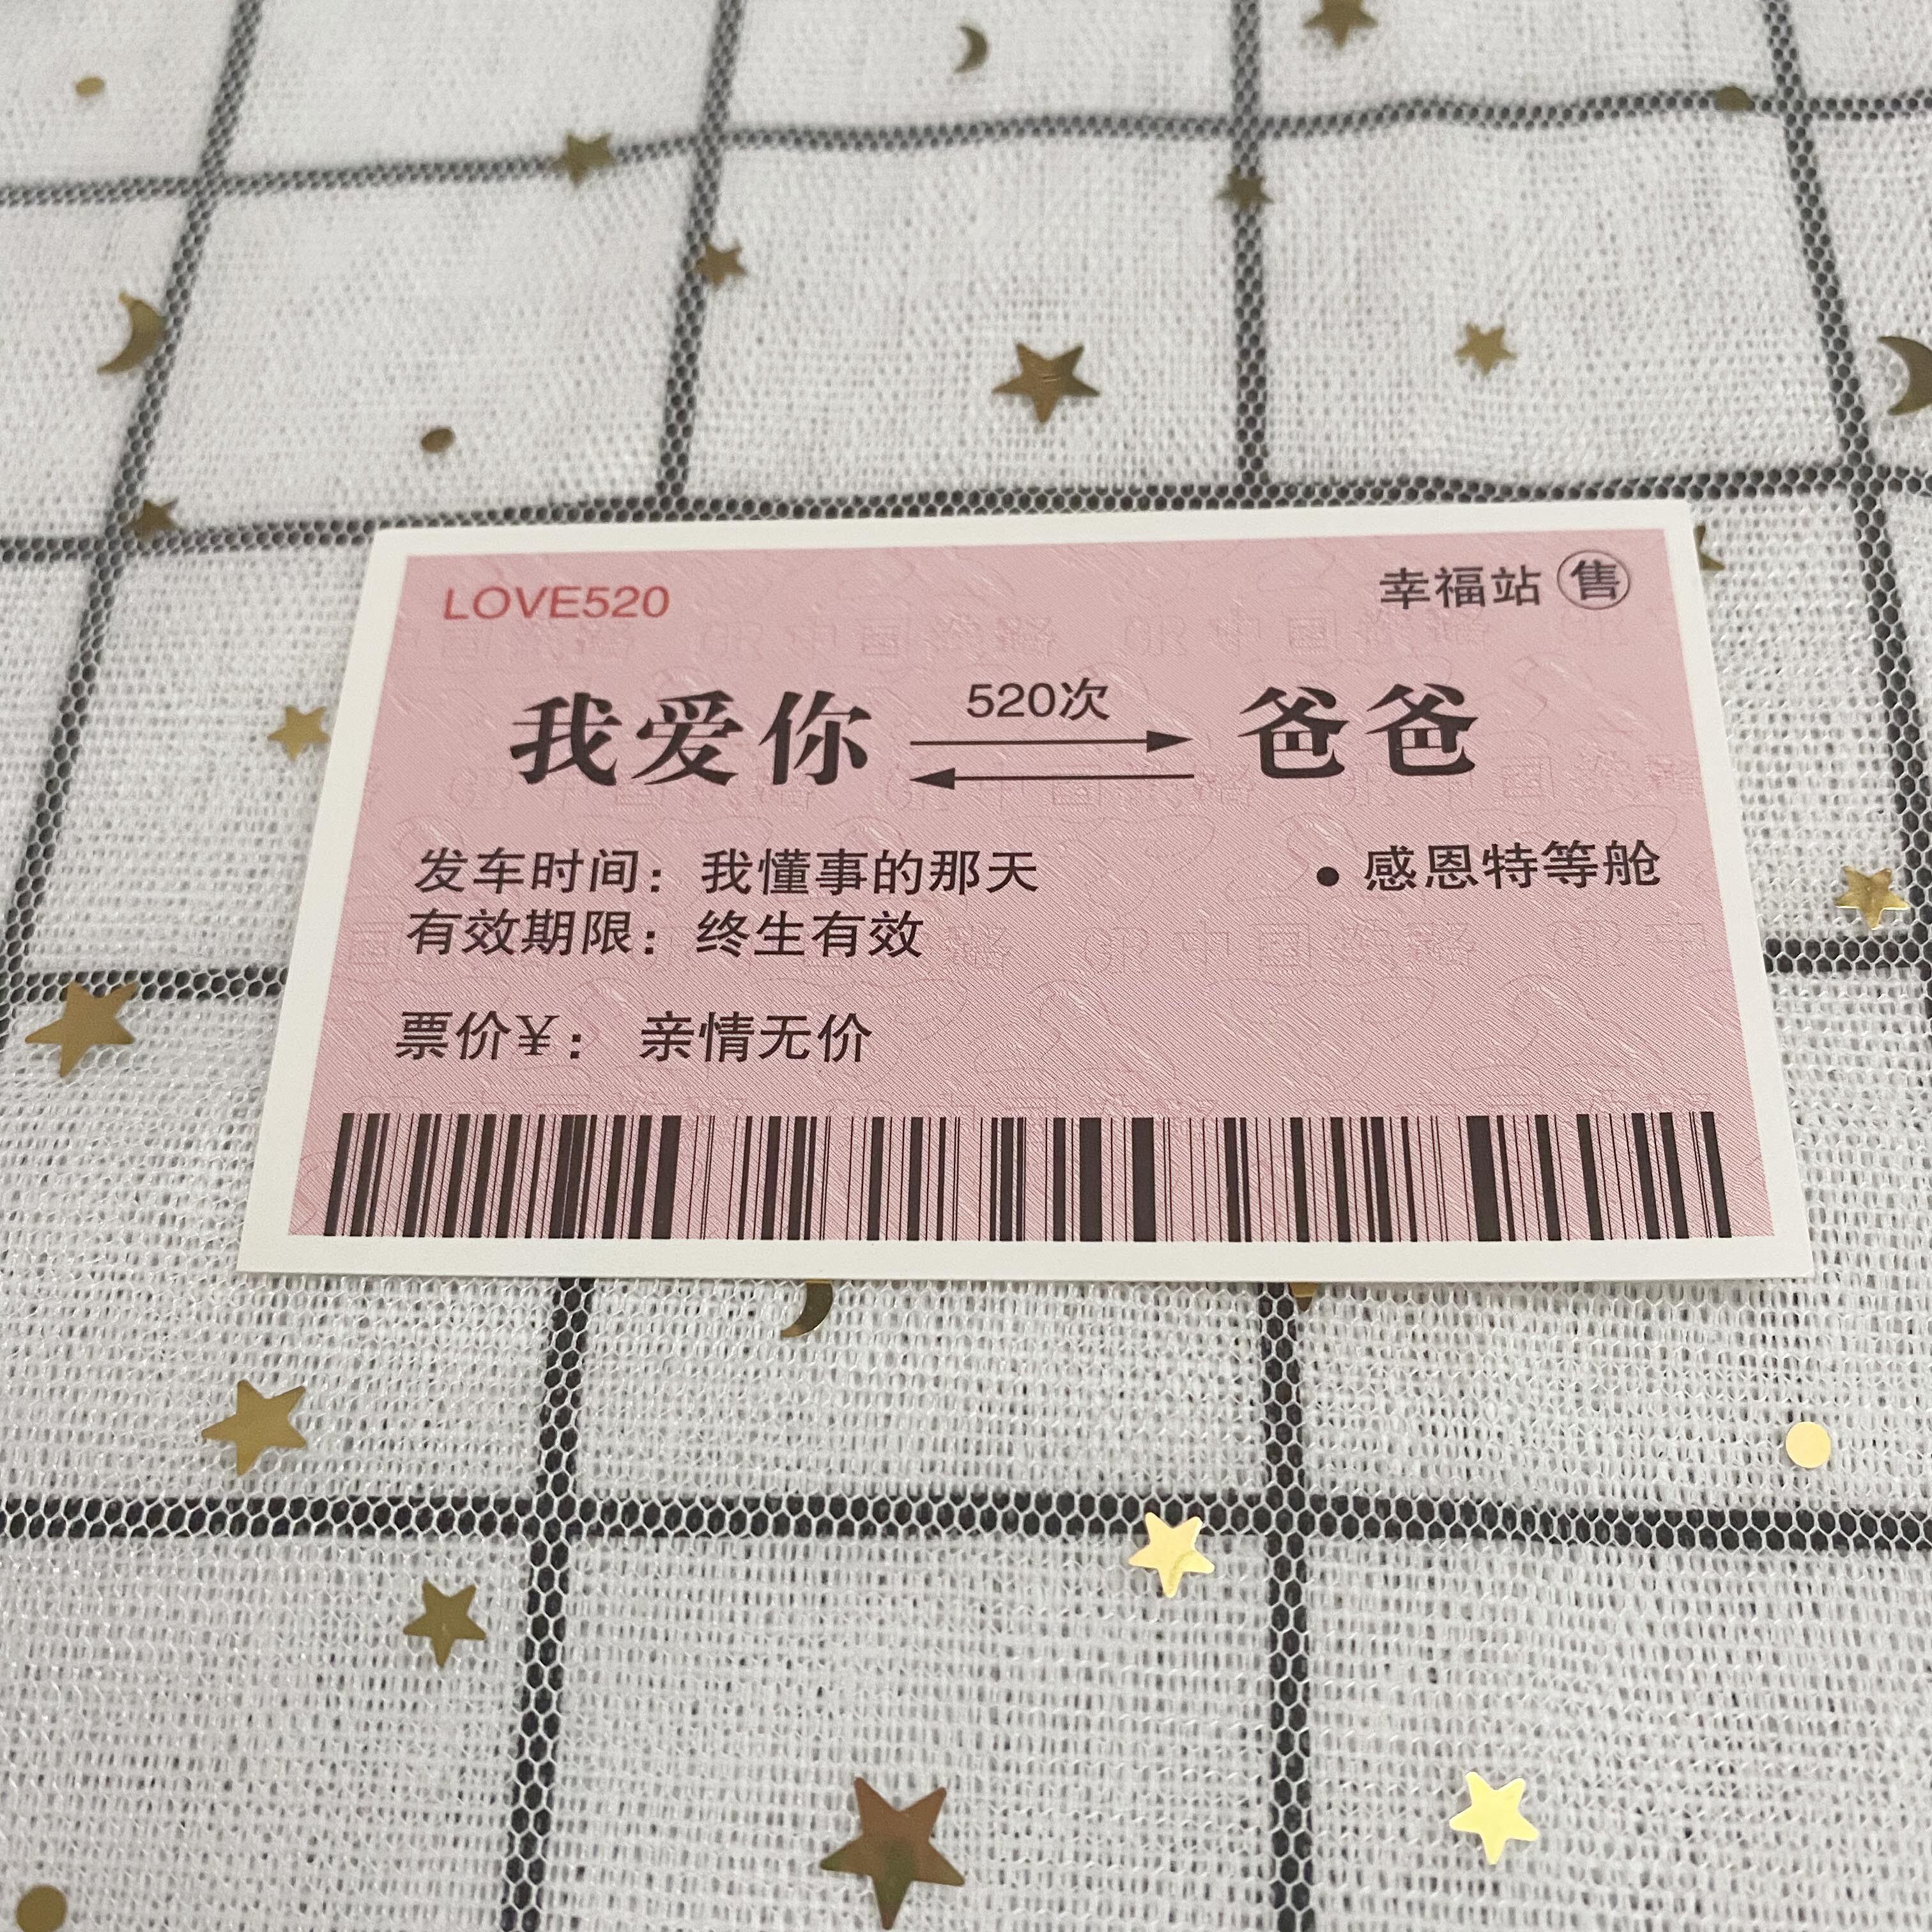 LOVE520 幸福站 售
520次
我爱你 爸爸
发车时间：我懂事的那天 • 感恩特等舱
有效期限：终生有效
票价¥： 亲情无价